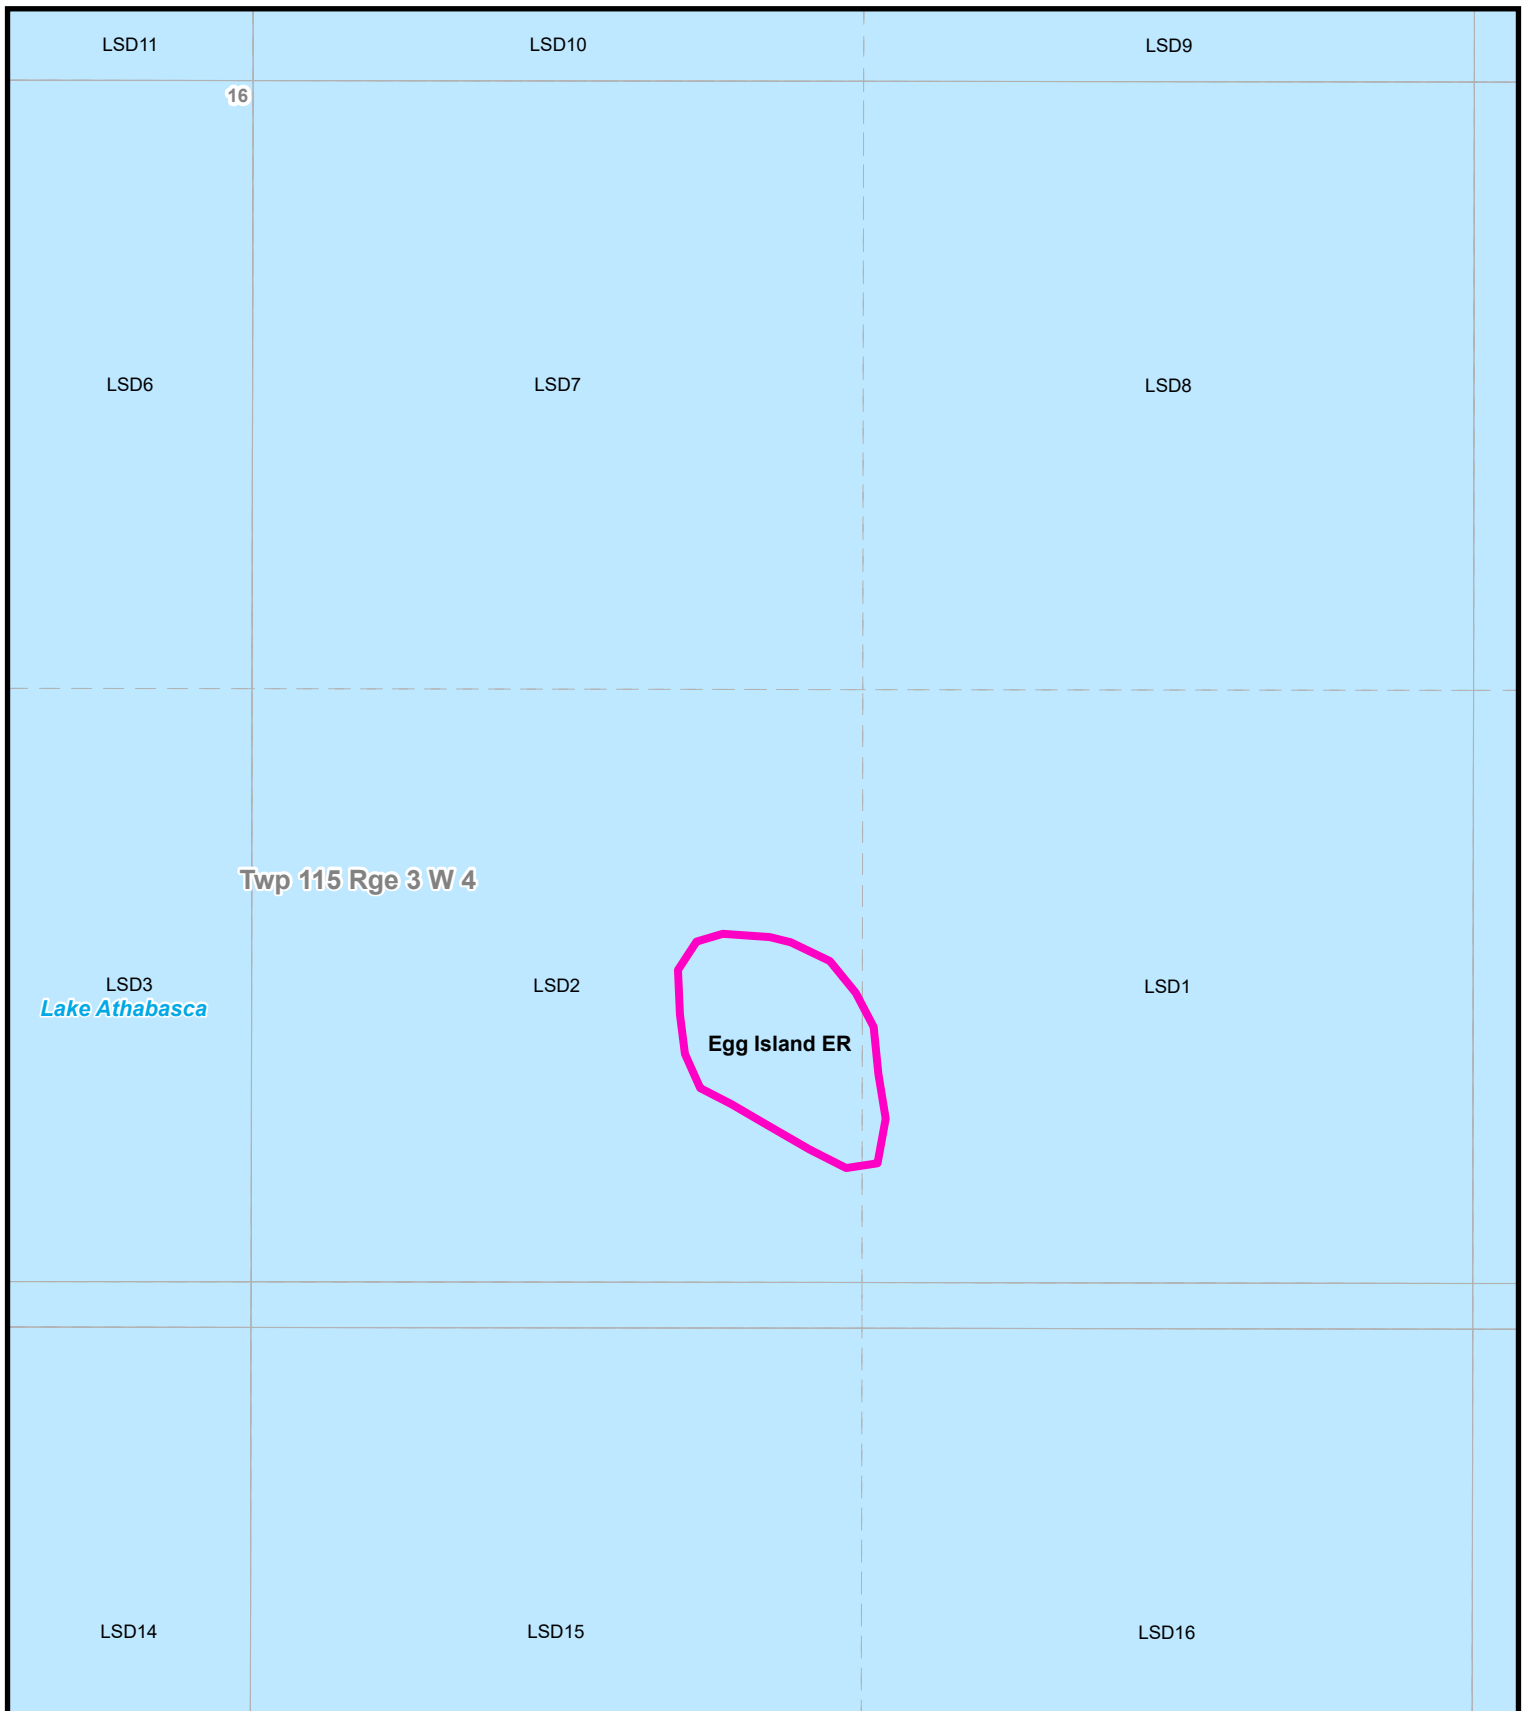 LSD11
LSD10
LSD9
16
LSD6
LSD7
LSD8
Twp 115 Rge 3 W 4
LSD3
LSD2
LSD1
Lake Athabasca
Egg Island ER
LSD14
LSD15
LSD16